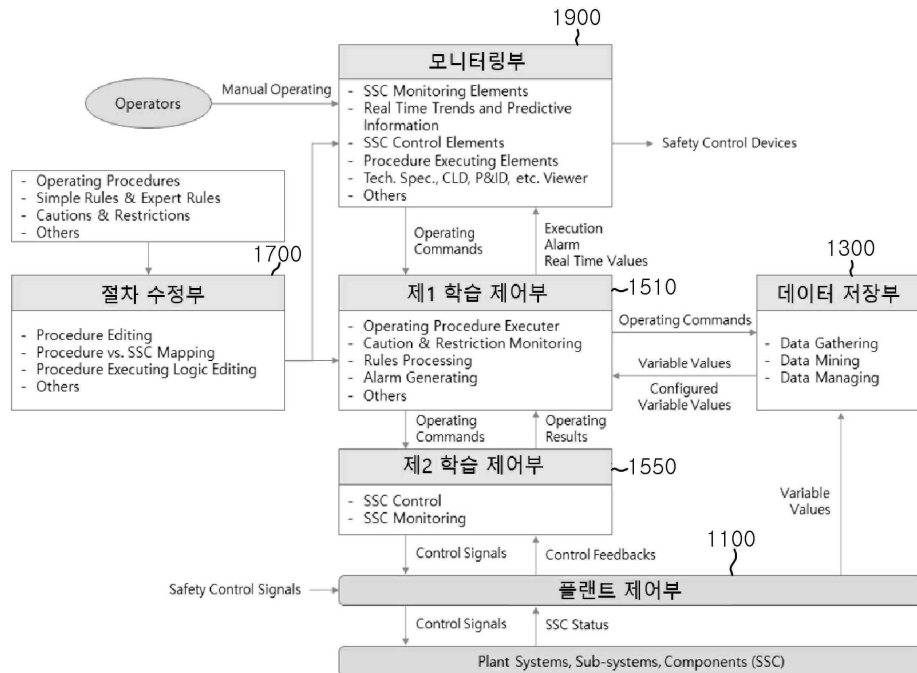 1900
모니터링부
- SSC Monitoring Elements
- Real Time Trends and Predictive
Information
- SSC Control Elements
- Procedure Executing Elements
- Tech. Spec., CLD, P&ID, etc. Viewer
- Others
Operators
Manual Operating
Safety Control Devices
- Operating Procedures
- Simple Rules & Expert Rules
- Cautions & Restrictions
- Others
Operating
Commands
Execution
Alarm
Real Time Values
1700
절차 수정부
- Procedure Editing
- Procedure vs. SSC Mapping
- Procedure Executing Logic Editing
- Others
1510
제1 학습 제어부
- Operating Procedure Executer
- Caution & Restriction Monitoring
- Rules Processing
- Alarm Generating
- Others
Operating Commands
Variable Values
Configured
Variable Values
1300
데이터 저장부
- Data Gathering
- Data Mining
- Data Managing
Operating
Commands
Operating
Results
1550
제2 학습 제어부
- SSC Control
- SSC Monitoring
Variable
Values
Control Signals
Control Feedbacks
1100
Safety Control Signals
플랜트 제어부
Control Signals
SSC Status
Plant Systems, Sub-systems, Components (SSC)